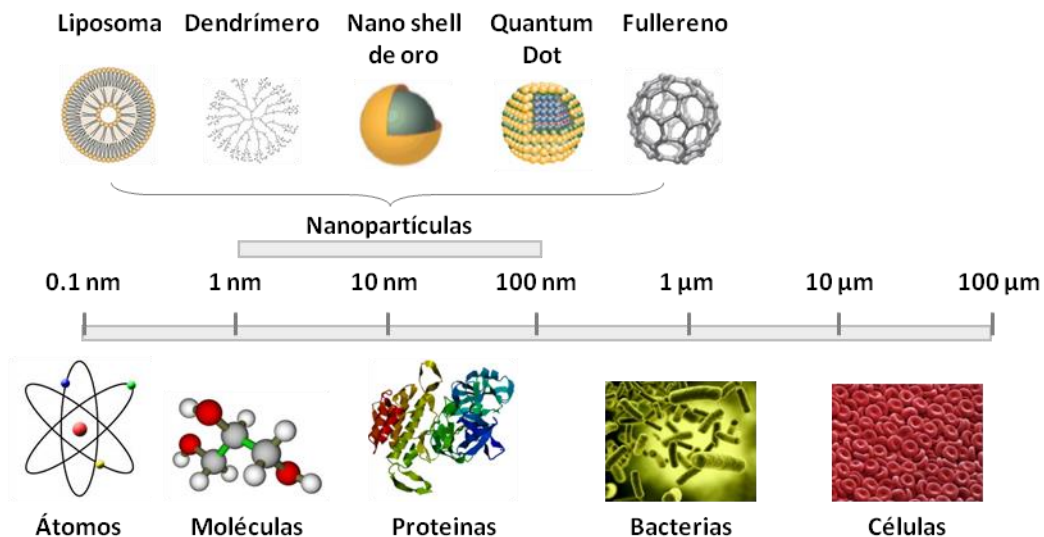 Liposoma
Dendrímero
Nano shell
de oro
Quantum
Dot
Fullereno
Nanopartículas
0.1 nm
1 nm
10 nm
100 nm
1 µm
10 µm
100 µm
Átomos
Moléculas
Proteinas
Bacterias
Células